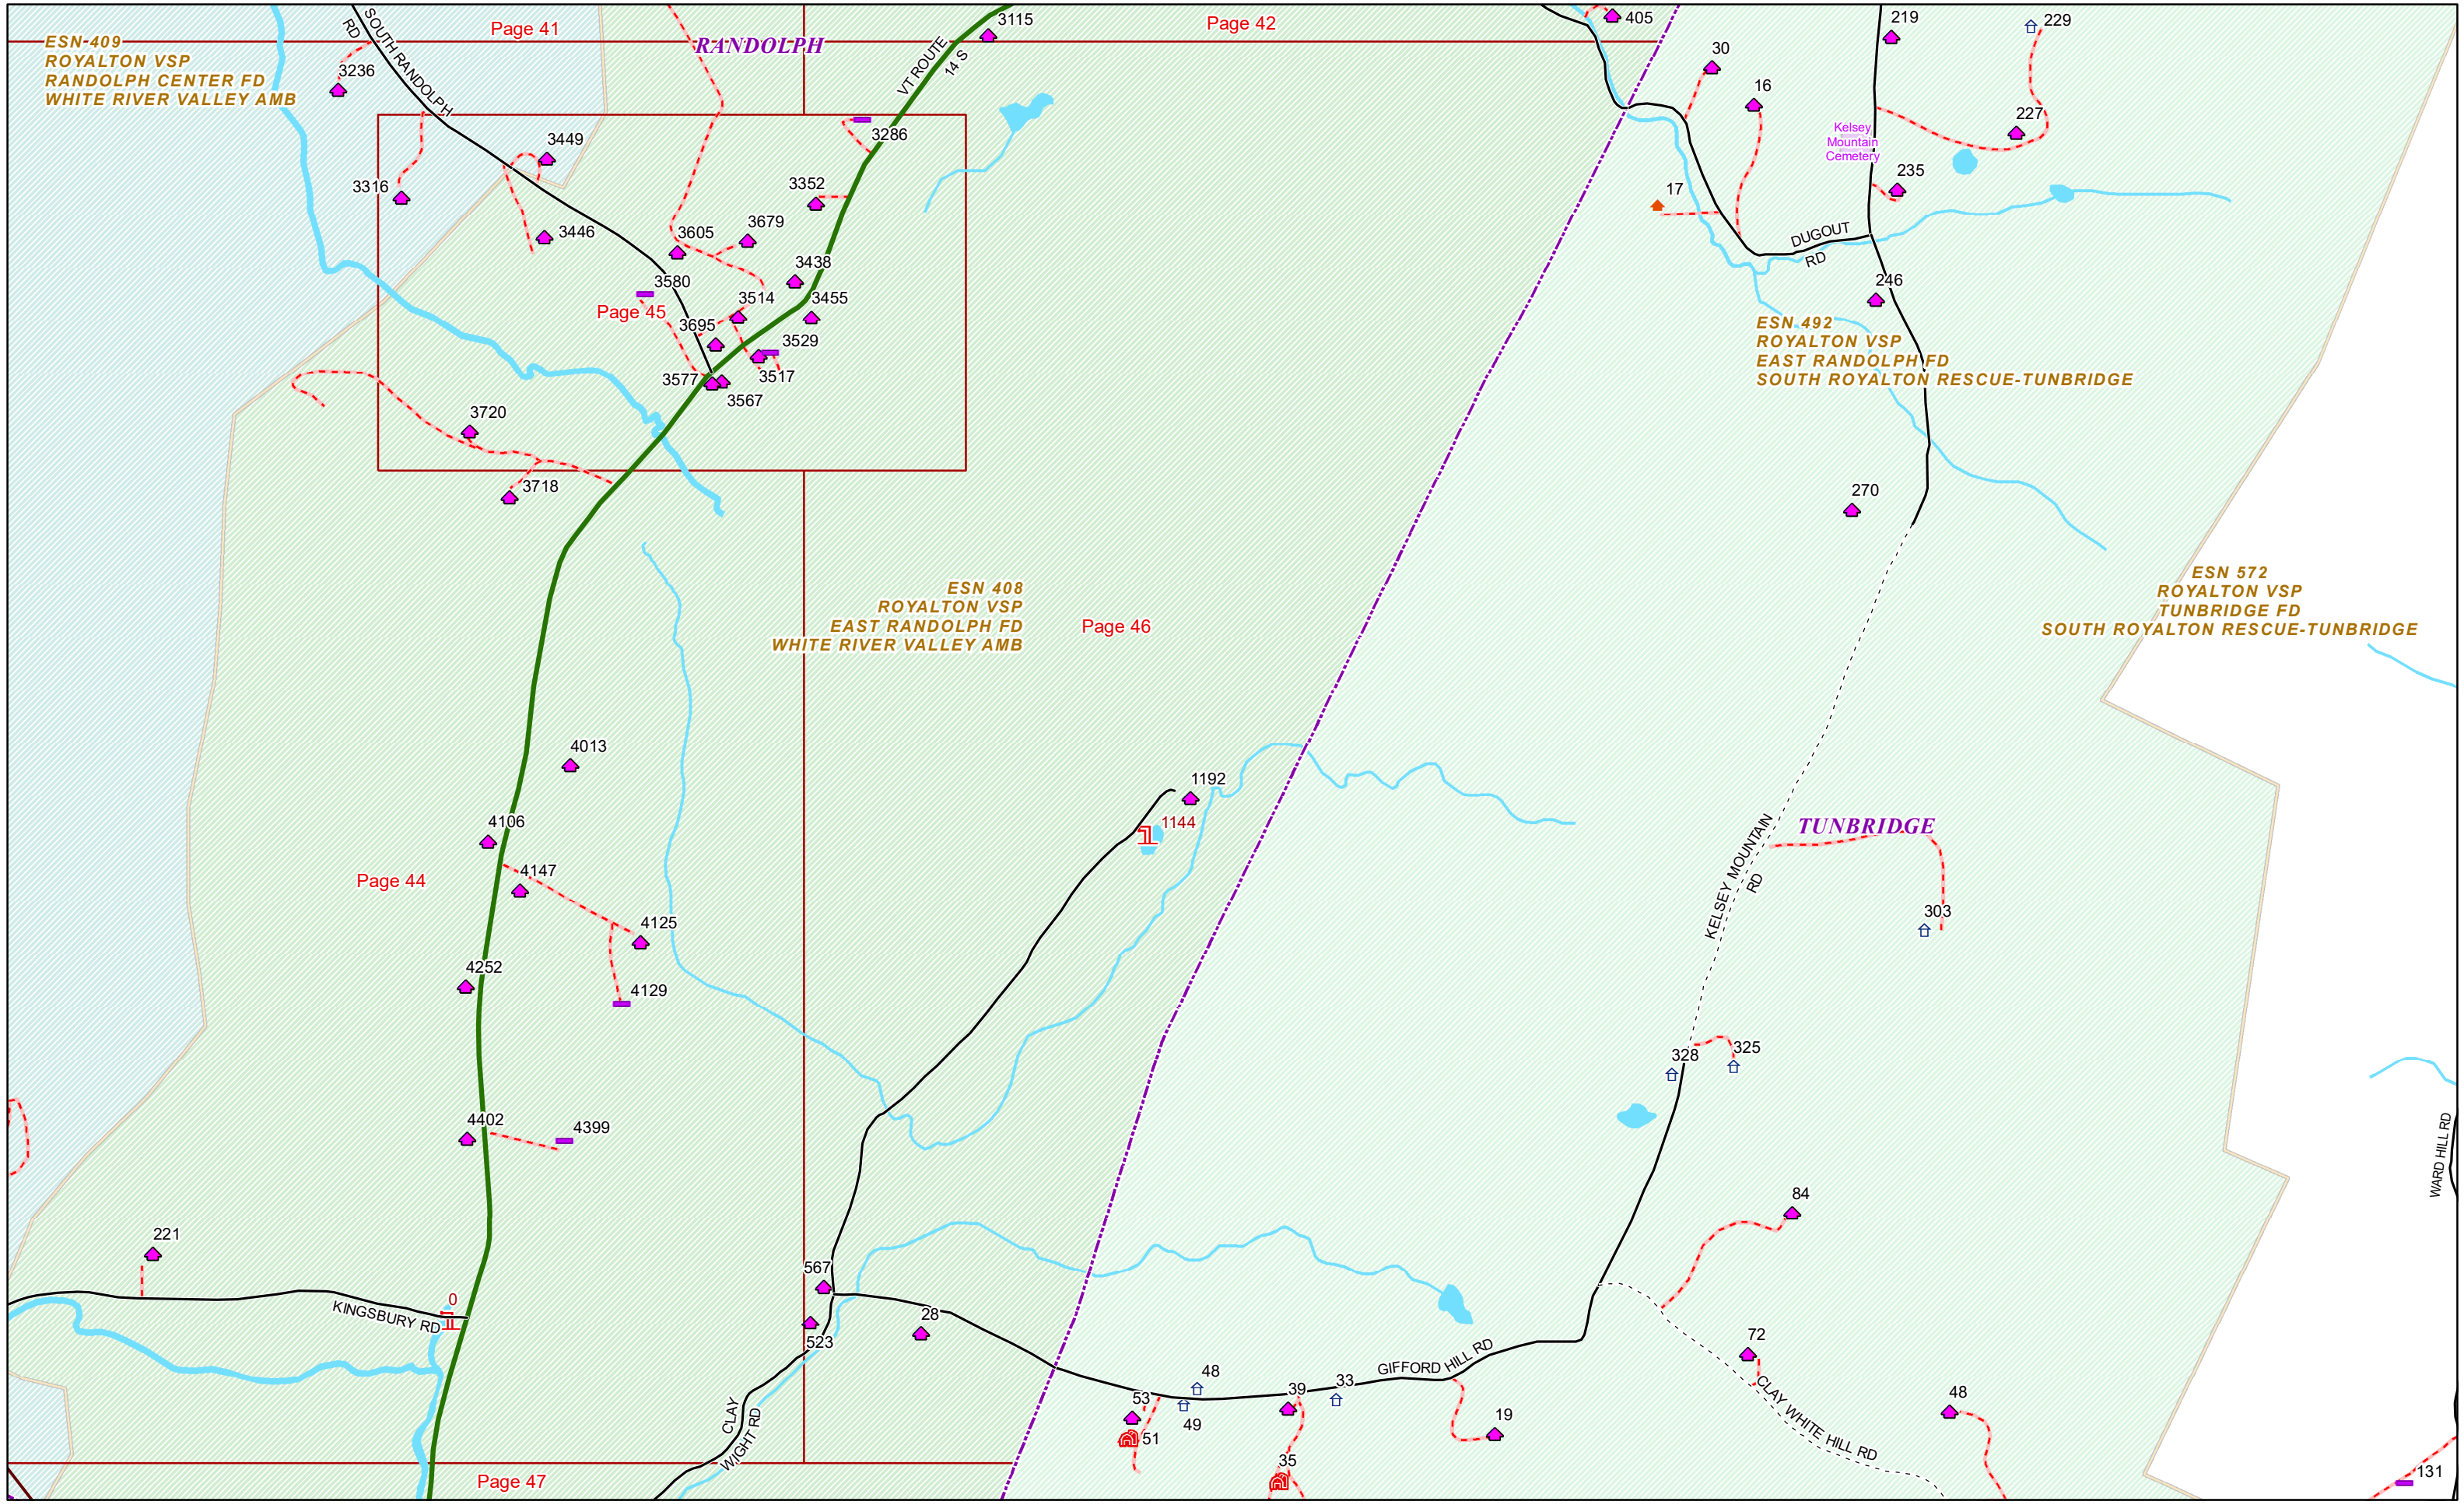 Page 41
Page 42
Page 45
Page 46
Page 44
Page 47
RANDOLPH
TUNBRIDGE
ESN 409
ROYALTON VSP
RANDOLPH CENTER FD
WHITE RIVER VALLEY AMB
ESN 492
ROYALTON VSP
EAST RANDOLPH FD
SOUTH ROYALTON RESCUE-TUNBRIDGE
ESN 408
ROYALTON VSP
EAST RANDOLPH FD
WHITE RIVER VALLEY AMB
ESN 572
ROYALTON VSP
TUNBRIDGE FD
SOUTH ROYALTON RESCUE-TUNBRIDGE
SOUTH RANDOLPH
RD
VT ROUTE
14 S
Kelsey
Mountain
Cemetery
DUGOUT
RD
KELSEY MOUNTAIN
RD
WARD HILL RD
KINGSBURY RD
CLAY
WIGHT RD
GIFFORD HILL RD
CLAY WHITE HILL RD
3115
405
219
229
30
16
227
235
17
246
270
3236
3449
3316
3446
3286
3352
3679
3605
3438
3580
3514
3455
3695
3529
3577
3517
3567
3720
3718
4013
4106
4147
4125
4252
4129
4402
4399
221
0
1192
1144
303
328
325
84
567
523
28
72
48
53
51
49
48
39
33
35
19
131